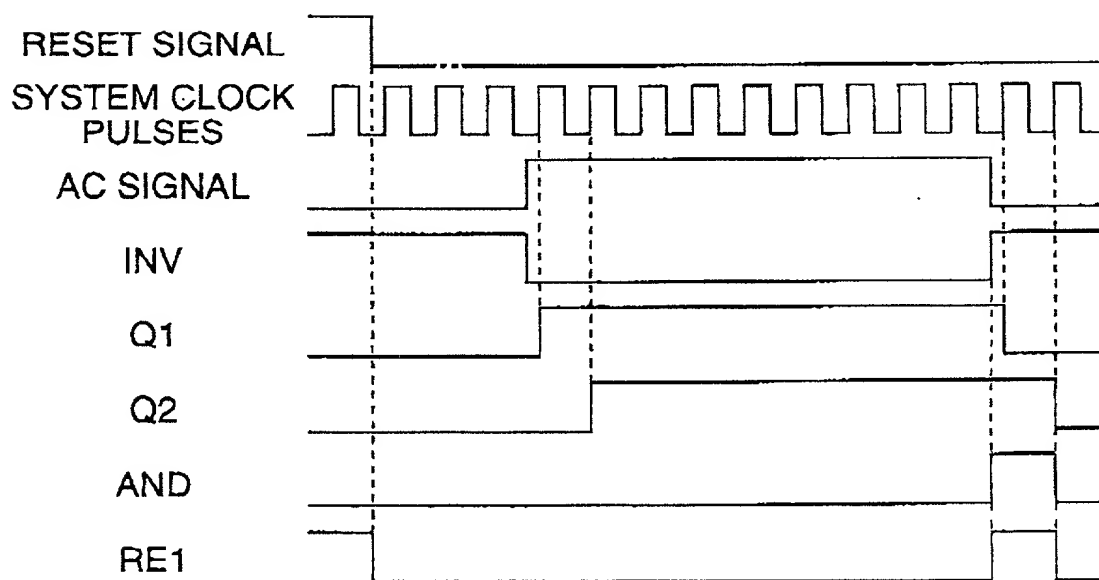 RESET SIGNAL
SYSTEM CLOCK
PULSES
AC SIGNAL
INV
Q1
Q2
AND
RE1